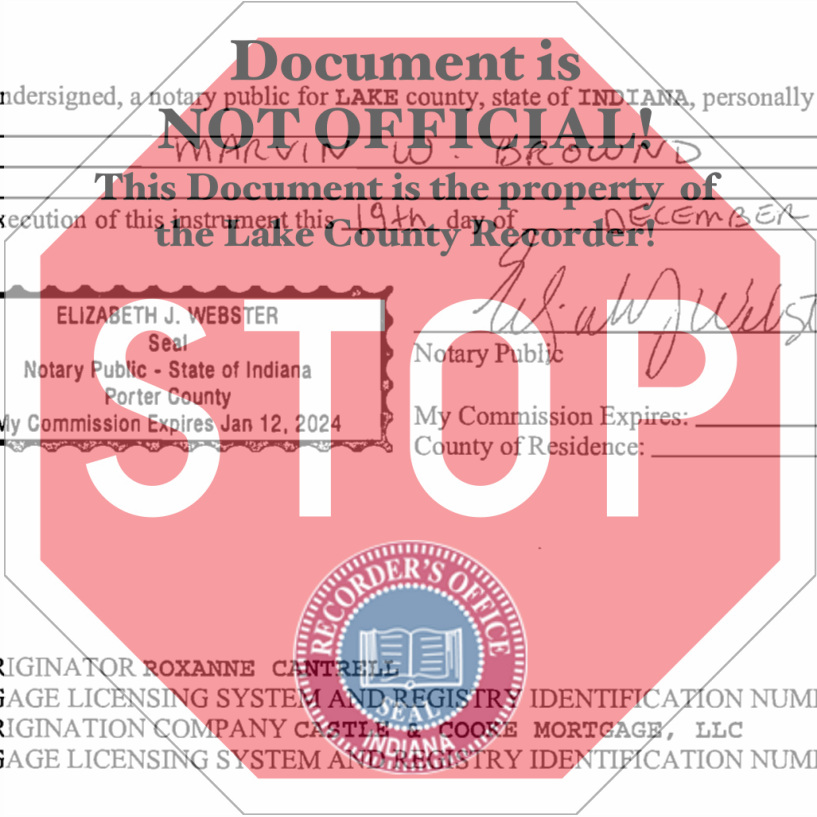 Document is
ndersigned, a notary public for LAKE county, state of INDIANA, personally
NOT OFFICIAL!
MARVIN W. BROWND
This Document is the property of
xecution of this instrument this 19th day of DECEMBER
the Lake County Recorder!
ELIZABETH J. WEBSTER
Seal
Notary Public - State of Indiana
Porter County
My Commission Expires Jan 12, 2024
Notary Public
My Commission Expires:
County of Residence:
STOP
RECORDER'S OFFICE
SEAL
INDIANA
RIGINATOR ROXANNE CANTRELL
GAGE LICENSING SYSTEM AND REGISTRY IDENTIFICATION NUM
RIGINATION COMPANY CASTLE & COOKE MORTGAGE, LLC
GAGE LICENSING SYSTEM AND REGISTRY IDENTIFICATION NUM